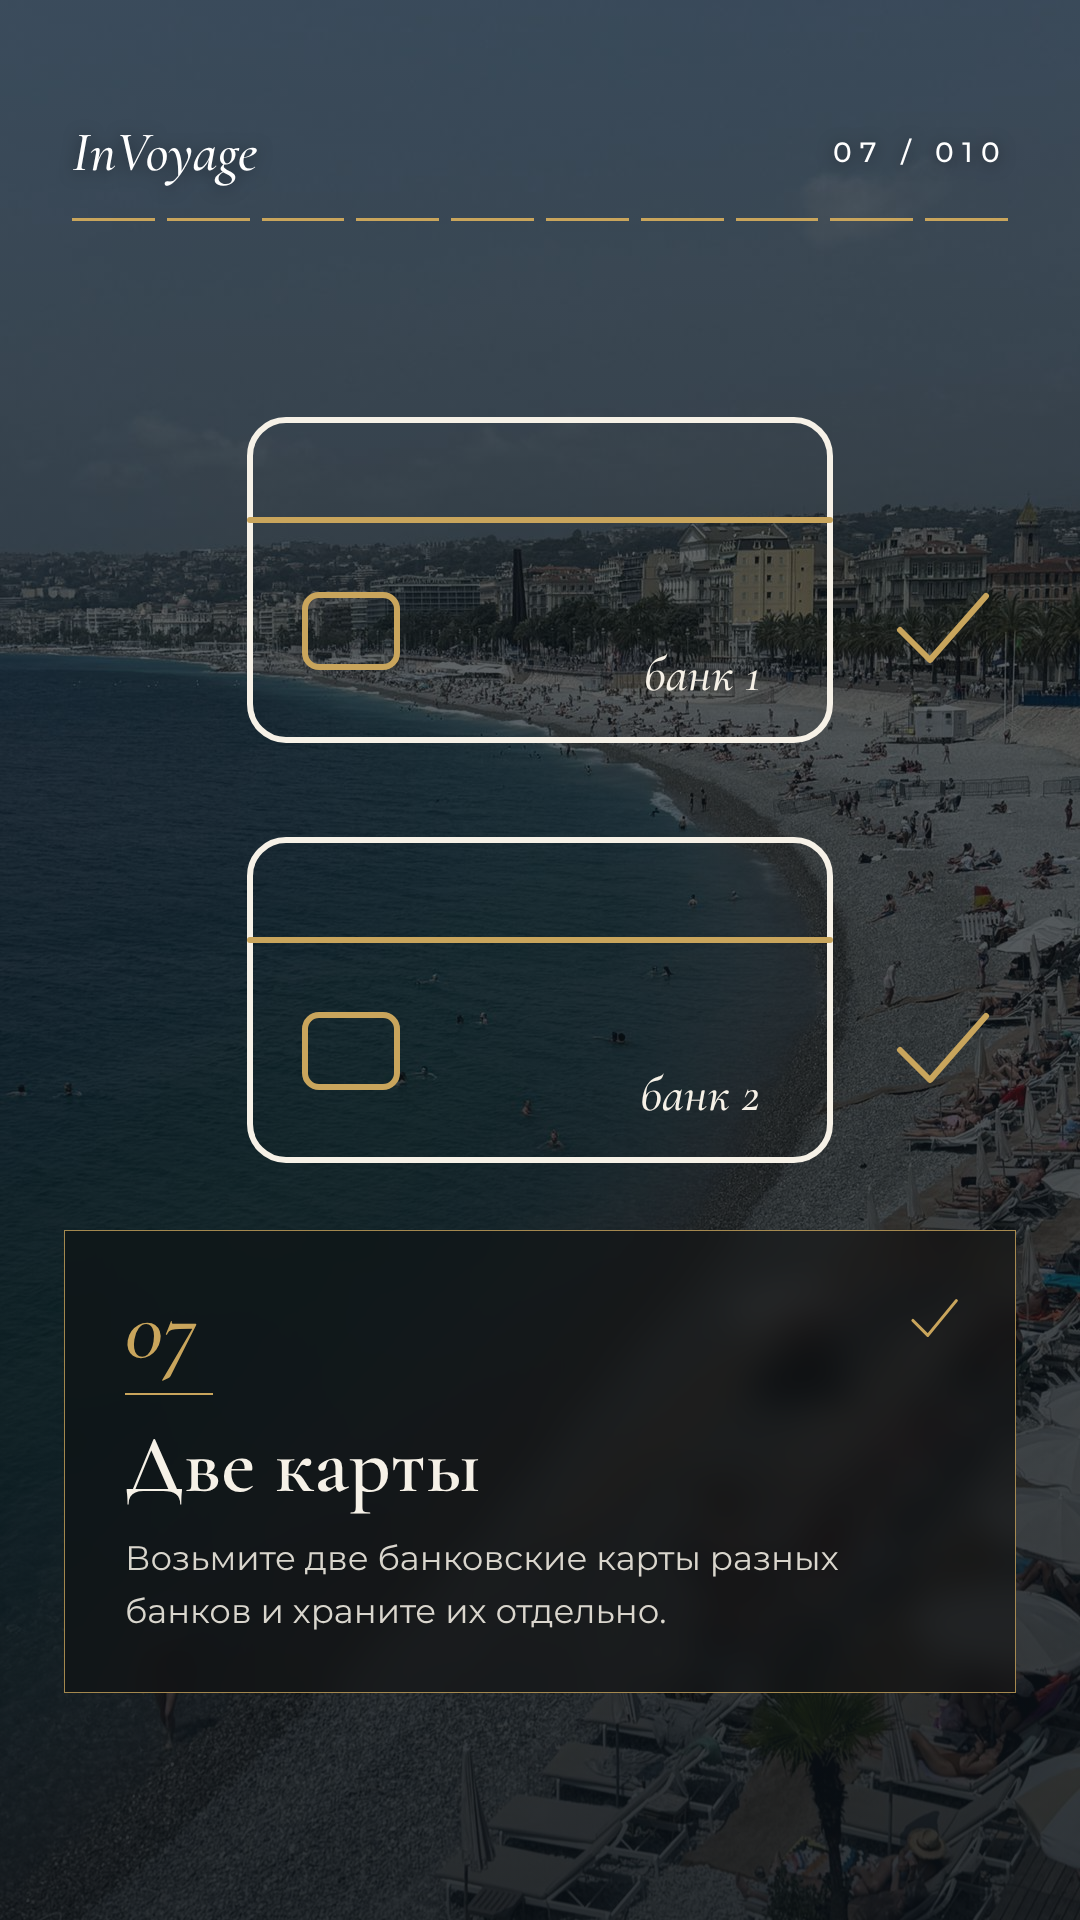 InVoyage
07 / 010
банк 1
банк 2
07
Две карты
Возьмите две банковские карты разных
банков и храните их отдельно.